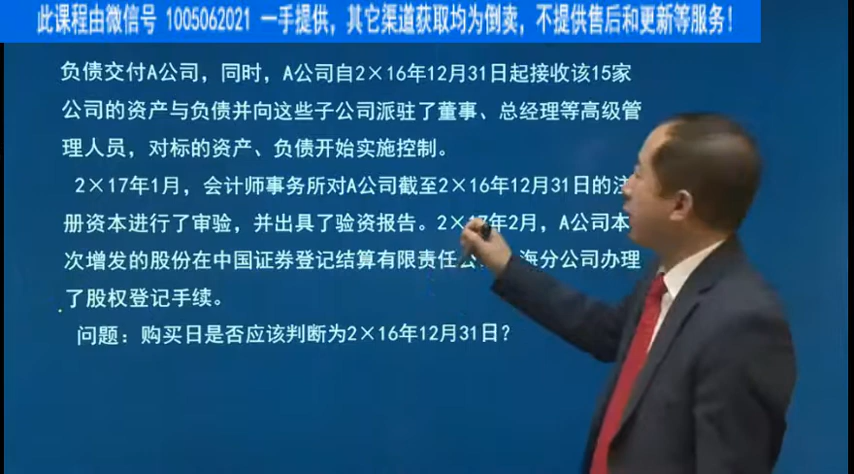 此课程由微信号 1005062021 一手提供，其它渠道获取均为倒卖，不提供售后和更新等服务！
负债交付A公司，同时，A公司自2×16年12月31日起接收该15家
公司的资产与负债并向这些子公司派驻了董事、总经理等高级管
理人员，对标的资产、负债开始实施控制。
2×17年1月，会计师事务所对A公司截至2×16年12月31日的注
册资本进行了审验，并出具了验资报告。2×17年2月，A公司本
次增发的股份在中国证券登记结算有限责任公 海分公司办理
了股权登记手续。
问题：购买日是否应该判断为2×16年12月31日？